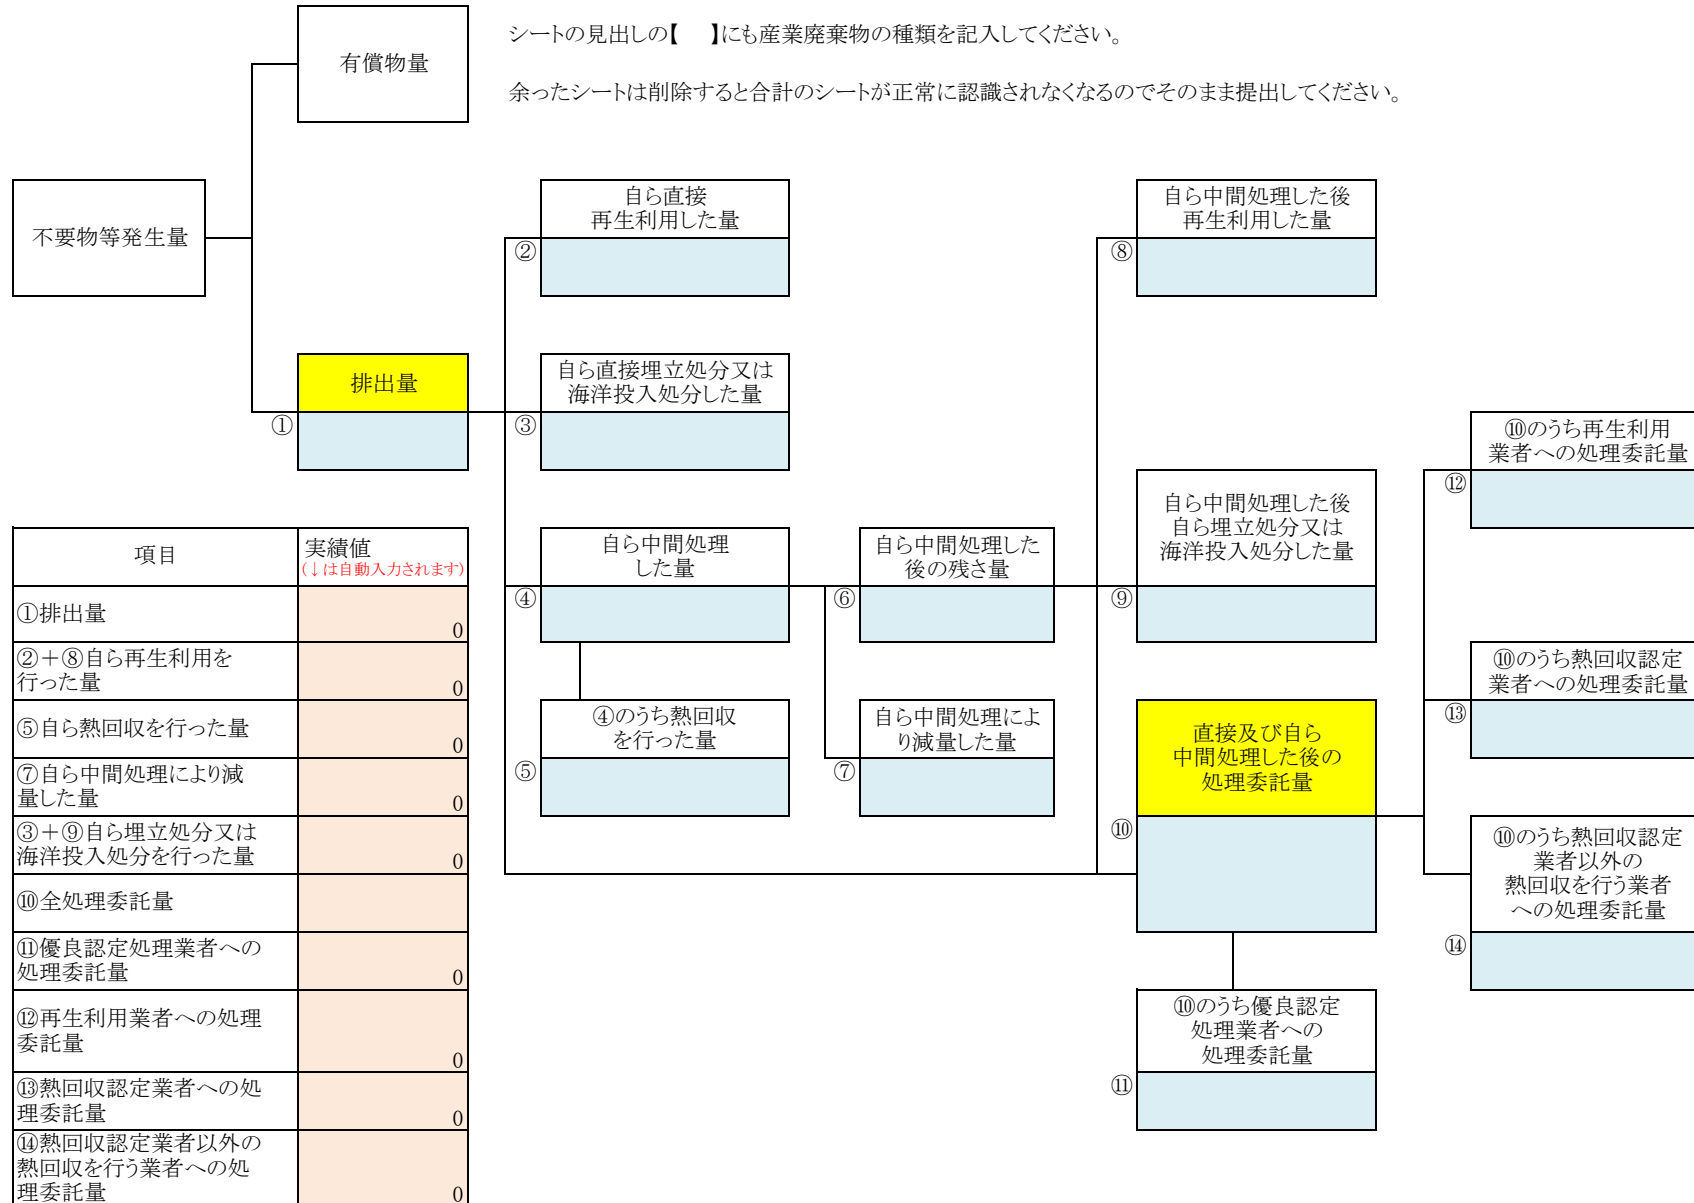 有償物量
シートの見出しの【　】にも産業廃棄物の種類を記入してください。
余ったシートは削除すると合計のシートが正常に認識されなくなるのでそのまま提出してください。
不要物等発生量
自ら直接
再生利用した量
②
自ら中間処理した後
再生利用した量
⑧
排出量
①
自ら直接埋立処分又は
海洋投入処分した量
③
⑩のうち再生利用
業者への処理委託量
⑫
自ら中間処理
した量
④
自ら中間処理した
後の残さ量
⑥
自ら中間処理した後
自ら埋立処分又は
海洋投入処分した量
⑨
④のうち熱回収
を行った量
⑤
自ら中間処理によ
り減量した量
⑦
直接及び自ら
中間処理した後の
処理委託量
⑩
⑩のうち熱回収認定
業者への処理委託量
⑬
⑩のうち熱回収認定
業者以外の
熱回収を行う業者
への処理委託量
⑭
⑩のうち優良認定
処理業者への
処理委託量
⑪
項目
実績値
(↓は自動入力されます)
①排出量
0
②＋⑧自ら再生利用を
行った量
0
⑤自ら熱回収を行った量
0
⑦自ら中間処理により減
量した量
0
③＋⑨自ら埋立処分又は
海洋投入処分を行った量
0
⑩全処理委託量
⑪優良認定処理業者への
処理委託量
0
⑫再生利用業者への処理
委託量
0
⑬熱回収認定業者への処
理委託量
0
⑭熱回収認定業者以外の
熱回収を行う業者への処
理委託量
0